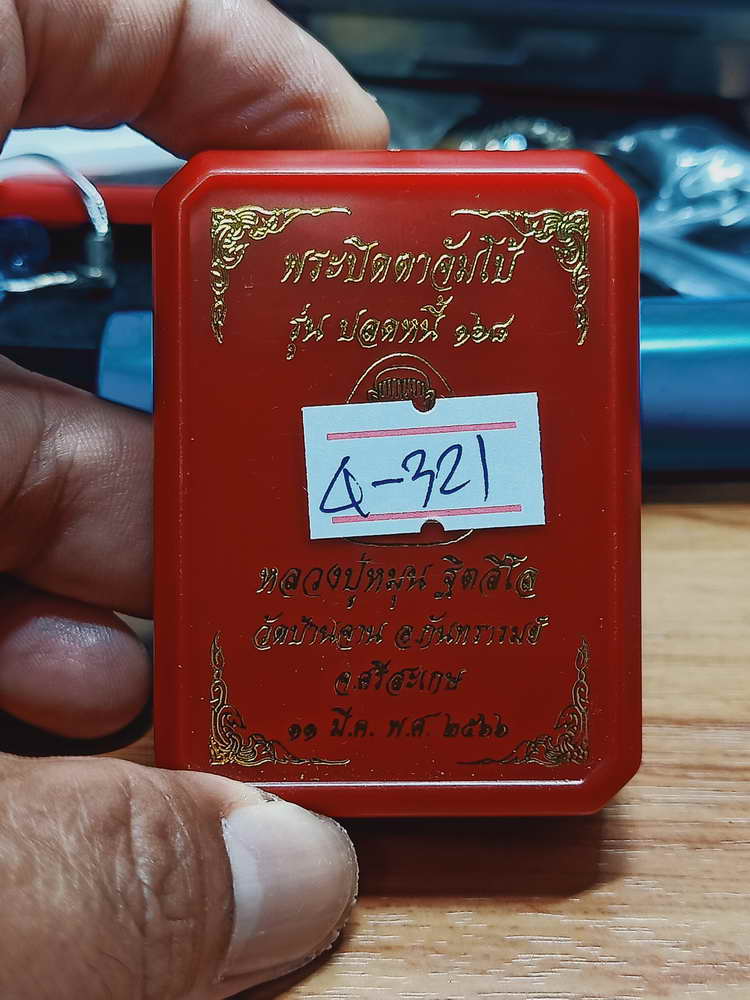 พระปิดตาจัมโบ้
รุ่น ปลดหนี้ ๑๖๘
4-321
หลวงปู่หมุน ฐิตสีโล
วัดบ้านจาน อ.กันทรารมย์
จ.ศรีสะเกษ
๑๑ มี.ค. พ.ศ. ๒๕๖๖